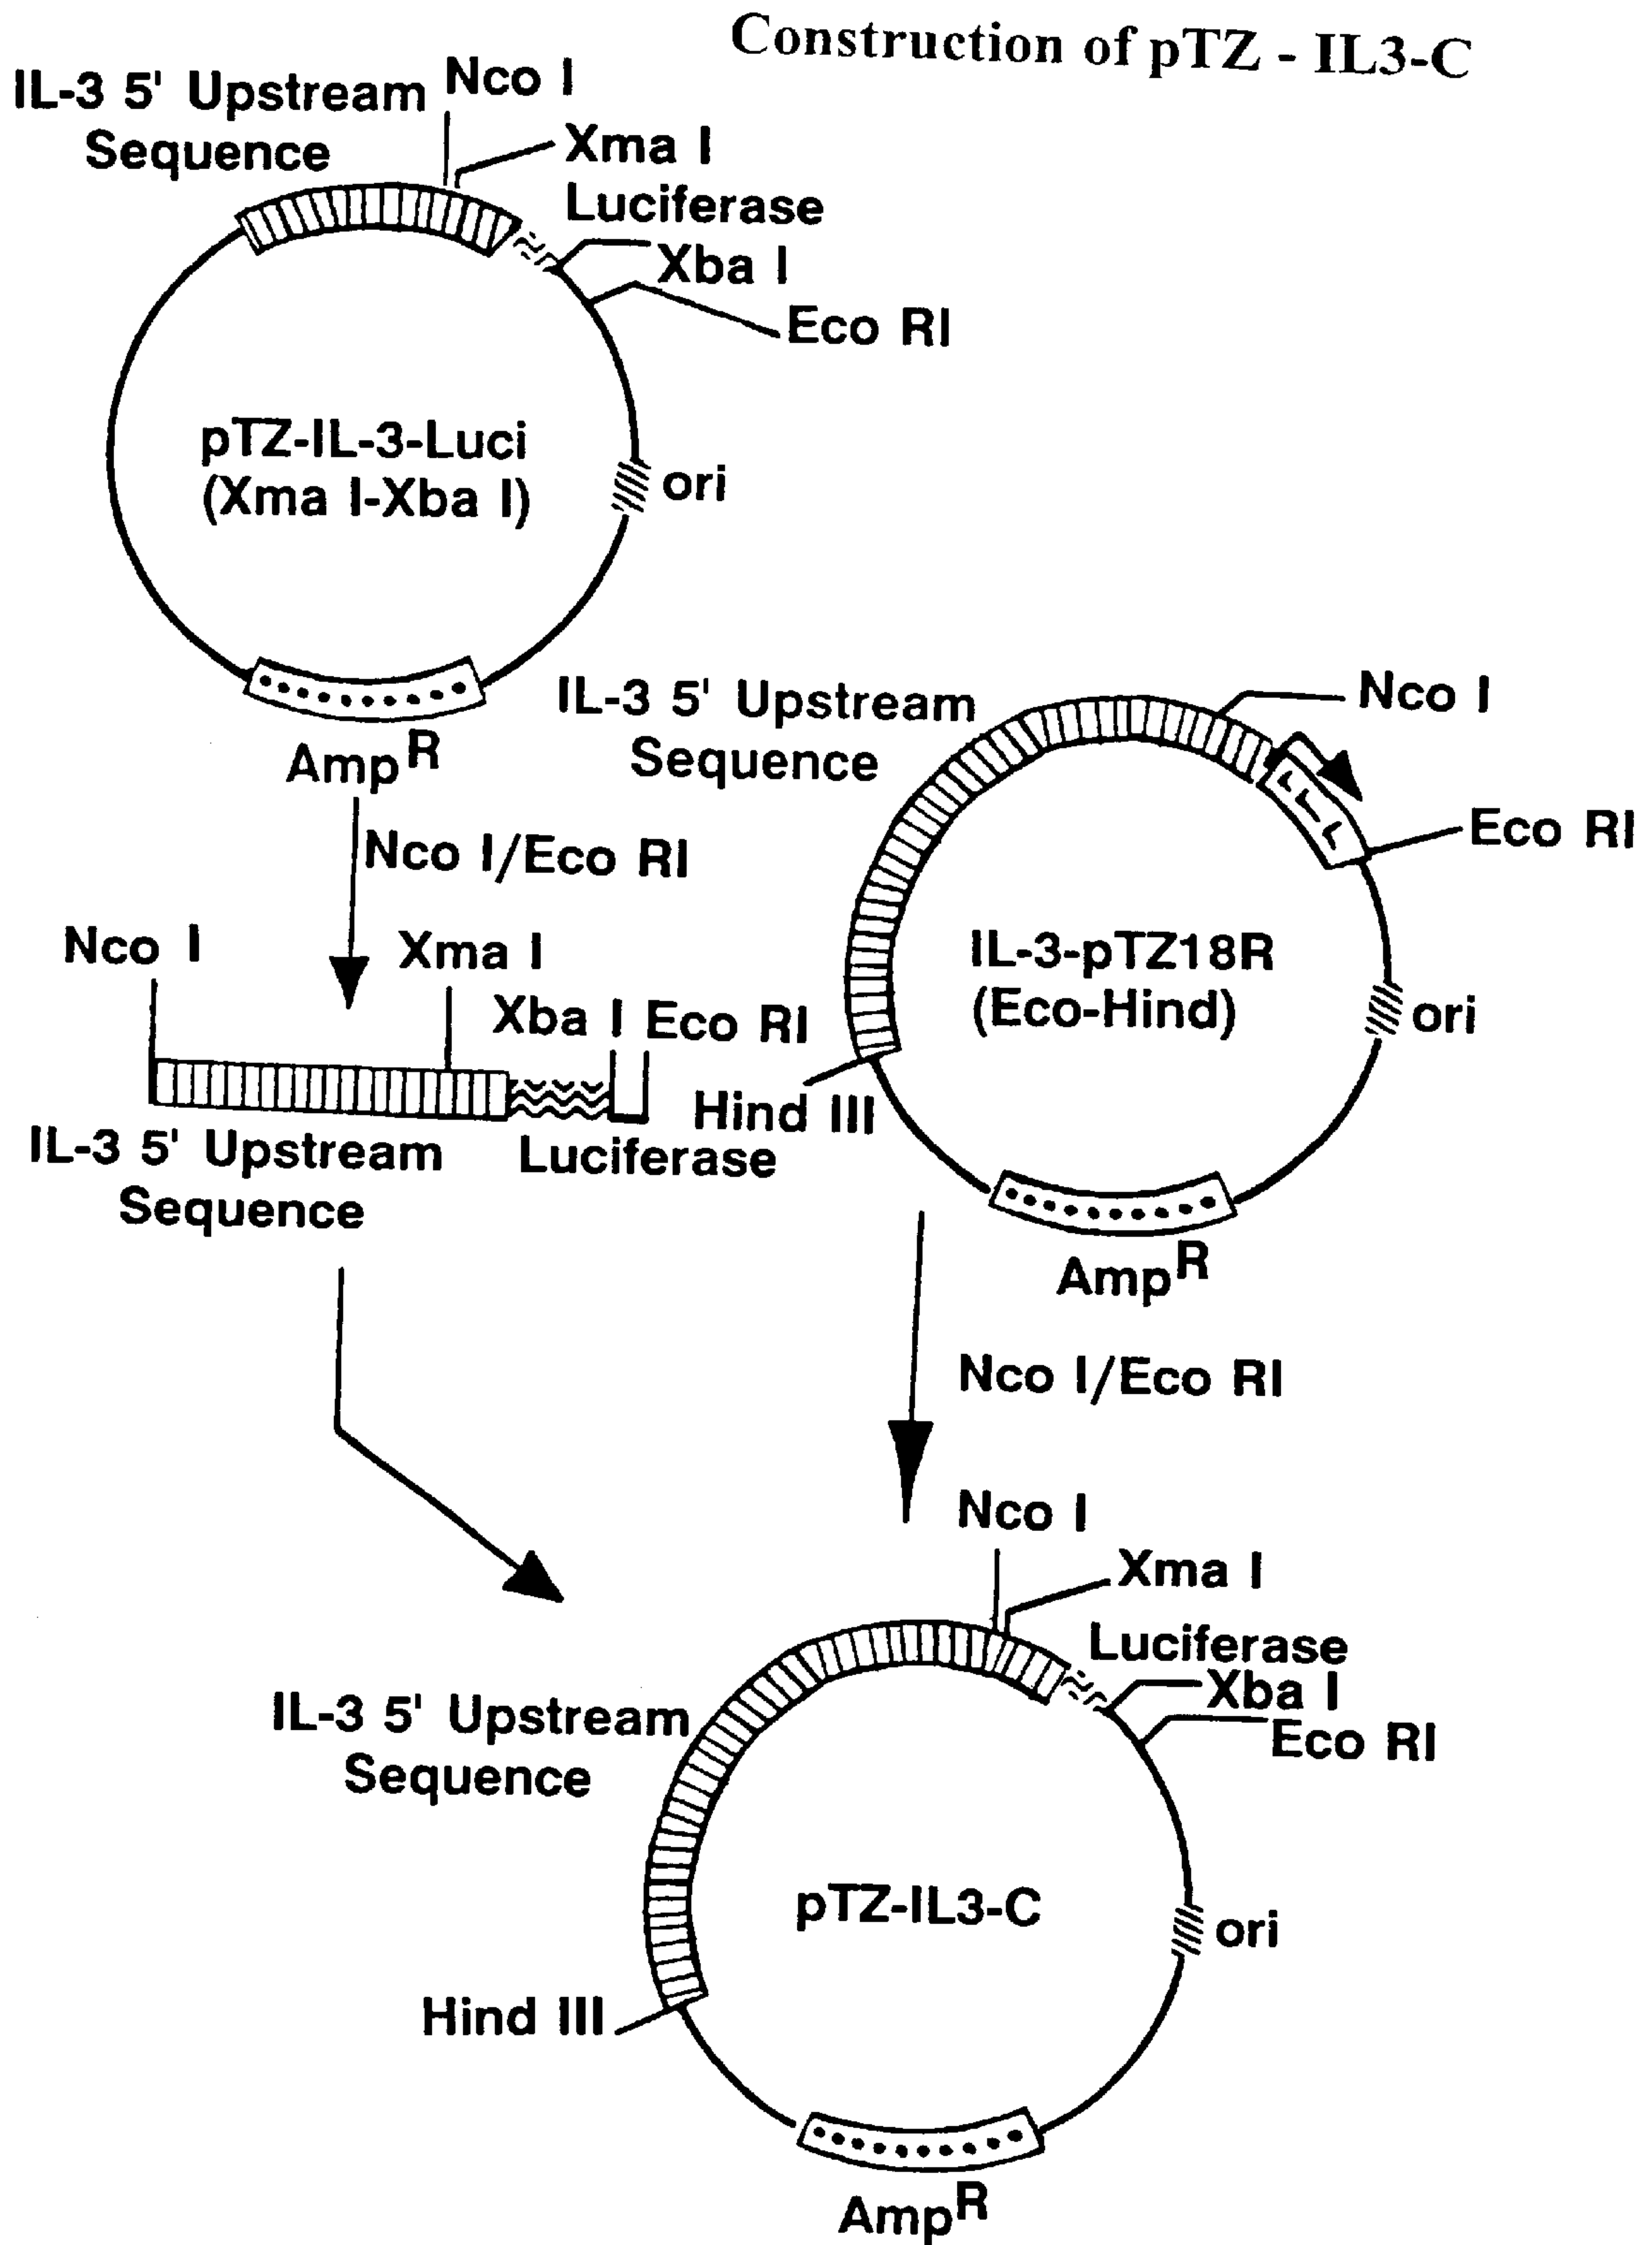 Construction of pTZ - IL3-C
IL-3 5' Upstream
Sequence
Nco I
Xma I
Luciferase
Xba I
Eco RI
pTZ-IL-3-Luci
(Xma I-Xba I)
ori
Amp R
Nco I/Eco RI
Nco I
Xma I
Xba I
Eco RI
IL-3 5' Upstream
Sequence
Luciferase
IL-3 5' Upstream
Sequence
Nco I
Eco RI
IL-3-pTZ18R
(Eco-Hind)
ori
Hind III
Amp R
Nco I/Eco RI
Nco I
Xma I
Luciferase
Xba I
Eco RI
IL-3 5' Upstream
Sequence
pTZ-IL3-C
ori
Hind III
Amp R